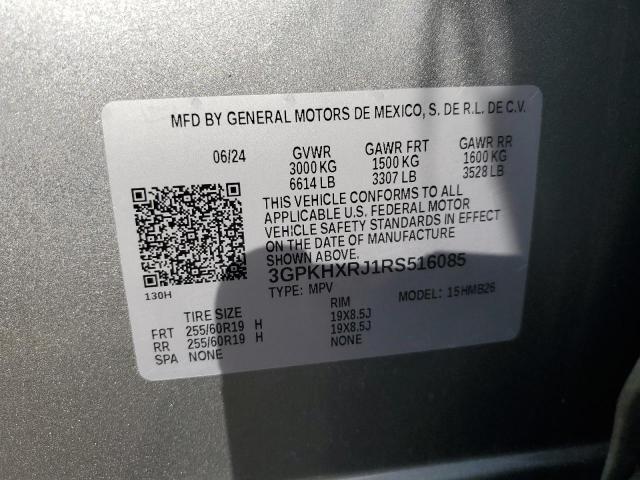 MFD BY GENERAL MOTORS DE MEXICO, S. DE R.L. DE C.V.
06/24 GVWR GAWR FRT GAWR RR
3000 KG 1500 KG 1600 KG
6614 LB 3307 LB 3528 LB
THIS VEHICLE CONFORMS TO ALL
APPLICABLE U.S. FEDERAL MOTOR
VEHICLE SAFETY STANDARDS IN EFFECT
ON THE DATE OF MANUFACTURE
SHOWN ABOVE.
3GPKHXRJ1RS516085
130H
TYPE: MPV MODEL: 15HMB26
TIRE SIZE RIM
FRT 255/60R19 H 19X8.5J
RR 255/60R19 H 19X8.5J
SPA NONE NONE